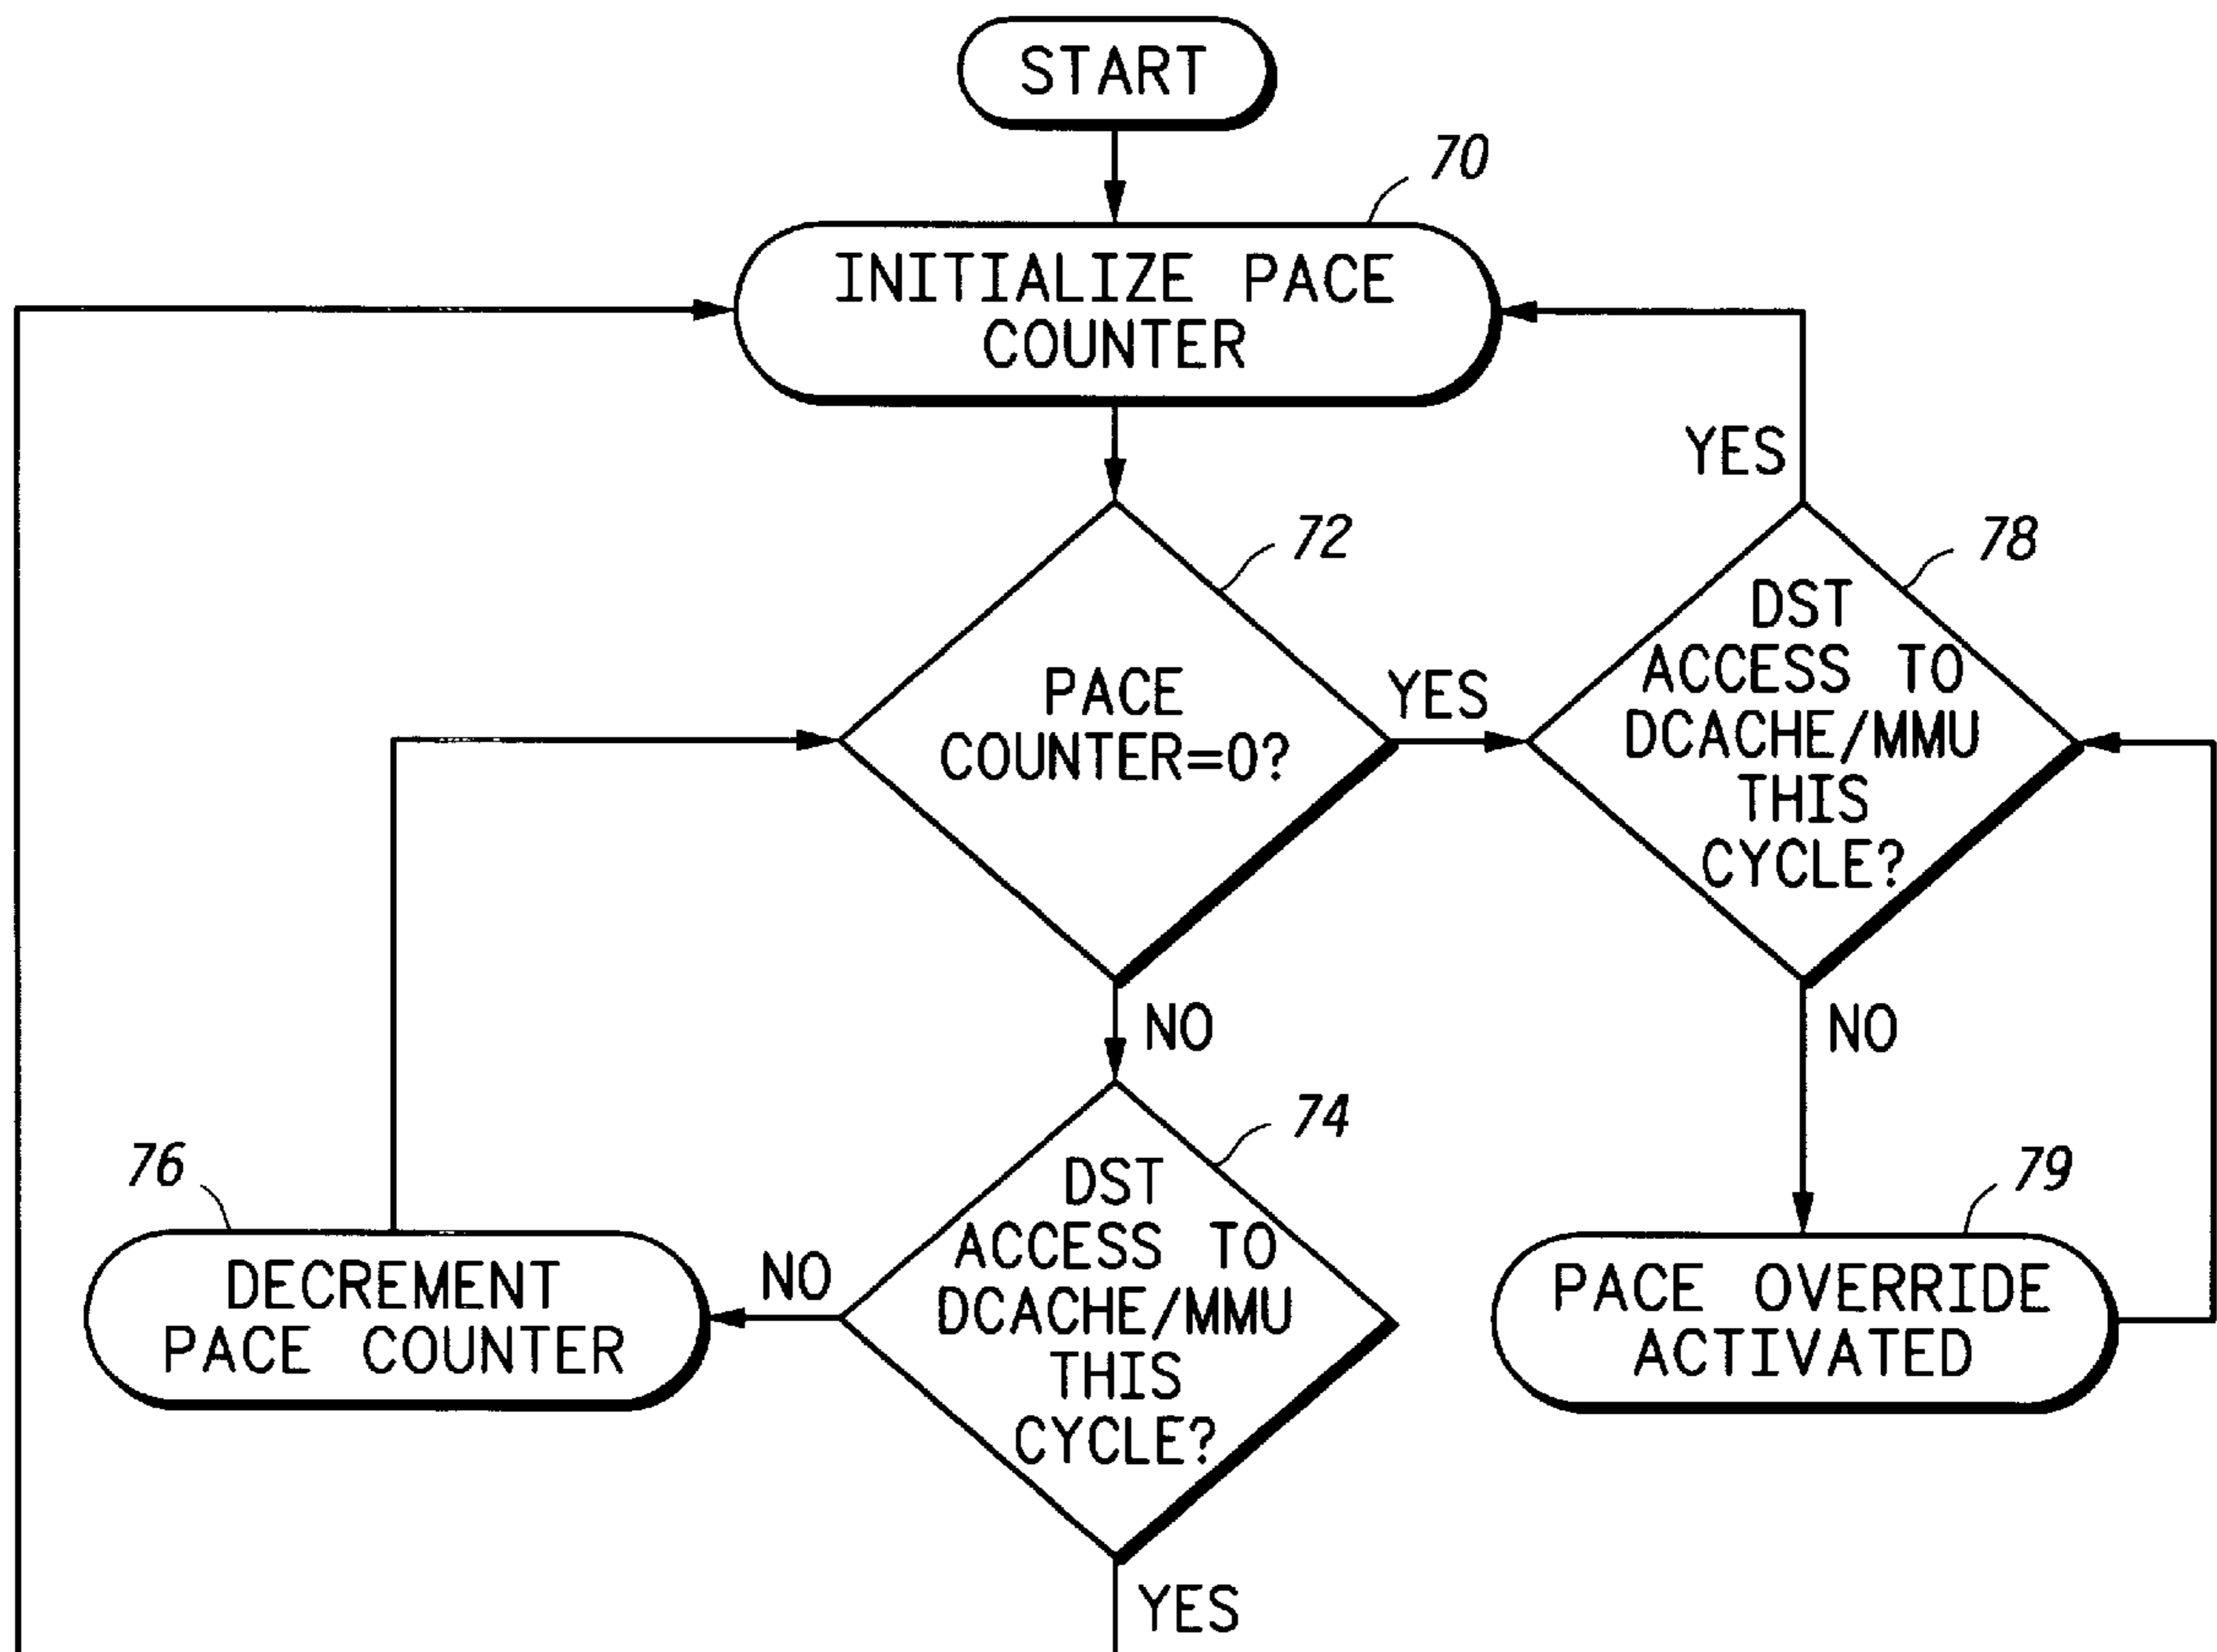 START
70
INITIALIZE PACE
COUNTER
YES
72
78
PACE
COUNTER=0?
YES
DST
ACCESS TO
DCACHE/MMU
THIS
CYCLE?
NO
NO
74
76
79
DST
ACCESS TO
DCACHE/MMU
THIS
CYCLE?
NO
DECREMENT
PACE COUNTER
PACE OVERRIDE
ACTIVATED
YES